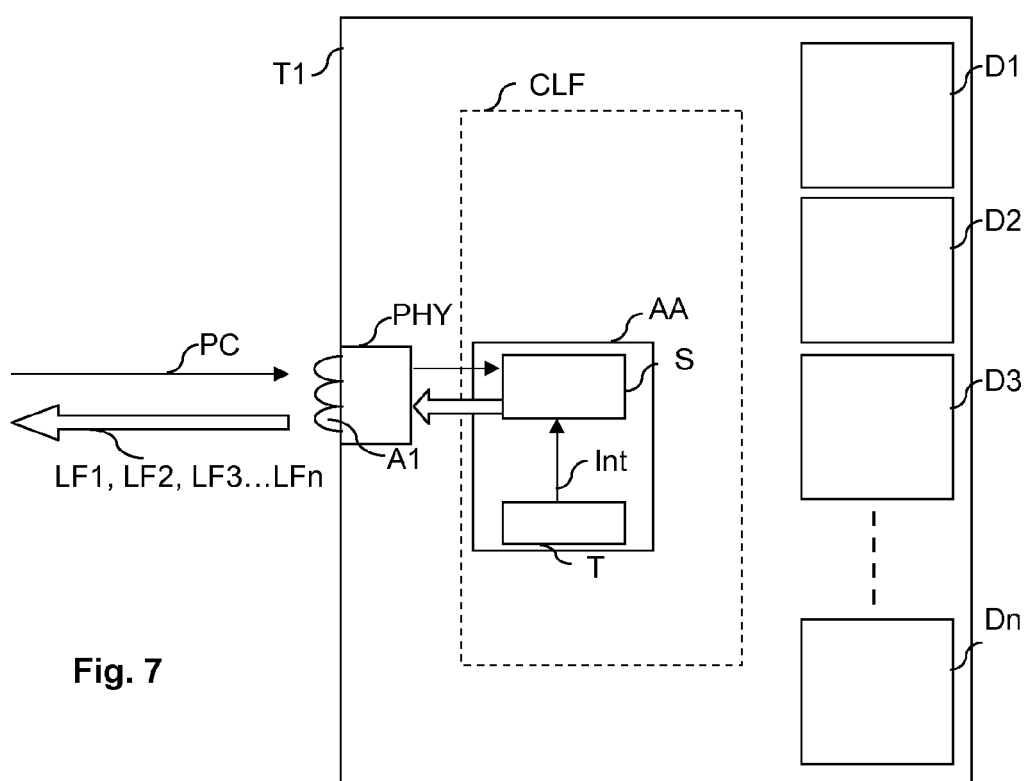 T1
CLF
D1
D2
PHY
AA
PC
S
D3
A1
Int
LF1, LF2, LF3...LFn
T
Dn
Fig. 7